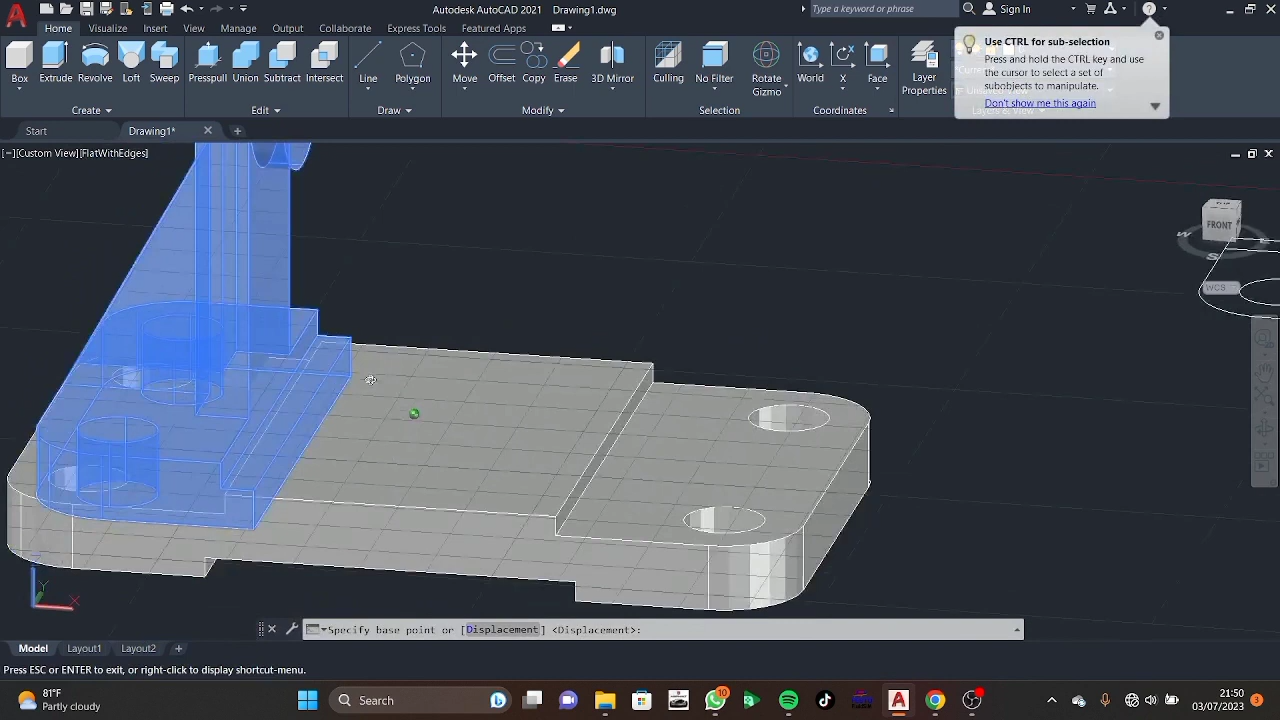 Autodesk AutoCAD 2021 Drawing1.dwg
Type a keyword or phrase
Sign In
Home Visualize Insert Render View Manage Output Collaborate Express Tools Featured Apps
Box Extrude Revolve Loft Sweep Presspull Union Subtract Intersect Line Polygon Move Offset Copy Erase 3D Mirror Culling No Filter Rotate Gizmo World X Face Layer Properties
Create Edit Draw Modify Selection Coordinates
Use CTRL for sub-selection
Press and hold the CTRL key and use
the cursor to select a set of
subobjects to manipulate.
Don't show me this again
Start Drawing1* +
[−][Custom View][FlatWithEdges]
FRONT
W
S
WCS
Y
X
Specify base point or [Displacement] <Displacement>:
Model Layout1 Layout2 +
Press ESC or ENTER to exit, or right-click to display shortcut-menu.
81°F
Partly cloudy
Search
10
21:50
03/07/2023
3